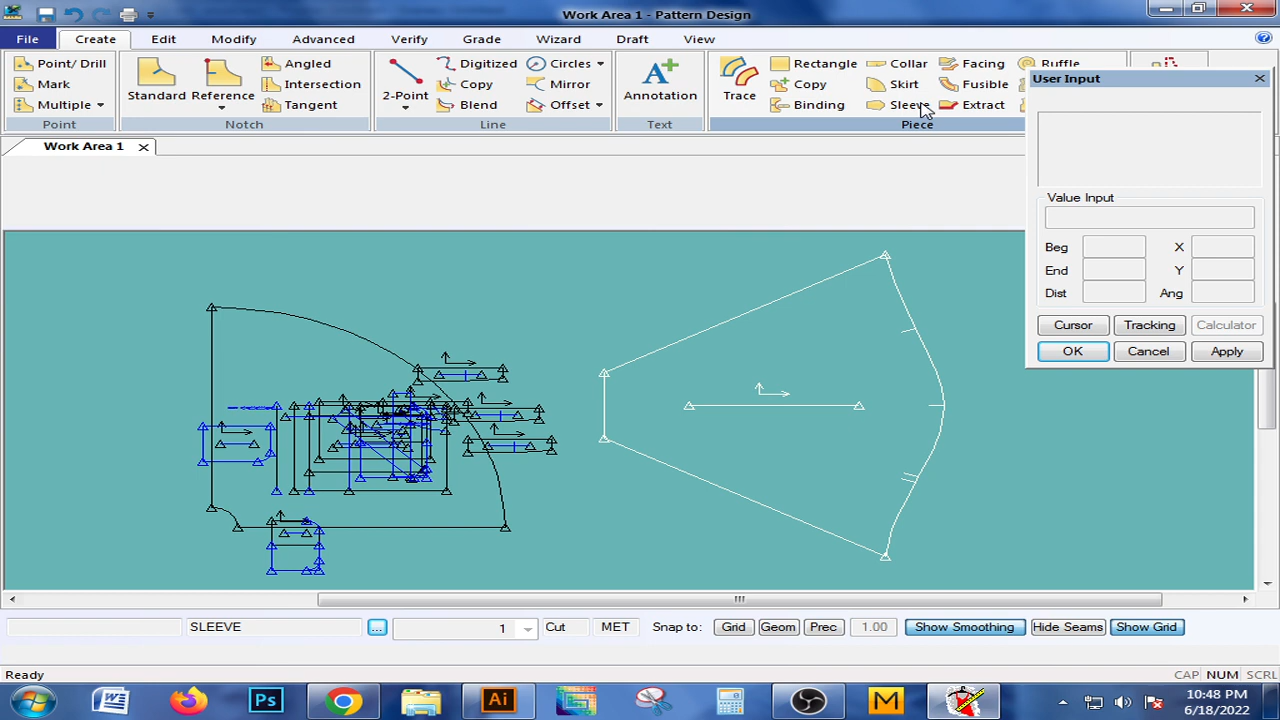 Work Area 1 - Pattern Design
File Create Edit Modify Advanced Verify Grade Wizard Draft View
Point/ Drill
Mark
Multiple
Point
Standard
Reference
Angled
Intersection
Tangent
Notch
2-Point
Digitized
Copy
Blend
Circles
Mirror
Offset
Line
Annotation
Text
Trace
Rectangle
Copy
Binding
Collar
Skirt
Sleeve
Facing
Fusible
Extract
Ruffle
Piece
User Input
Value Input
Beg X
End Y
Dist Ang
Cursor Tracking Calculator
OK Cancel Apply
Work Area 1
SLEEVE ... 1 Cut MET Snap to: Grid Geom Prec 1.00 Show Smoothing Hide Seams Show Grid
Ready CAP NUM SCRL
W Ps Ai M
10:48 PM
6/18/2022